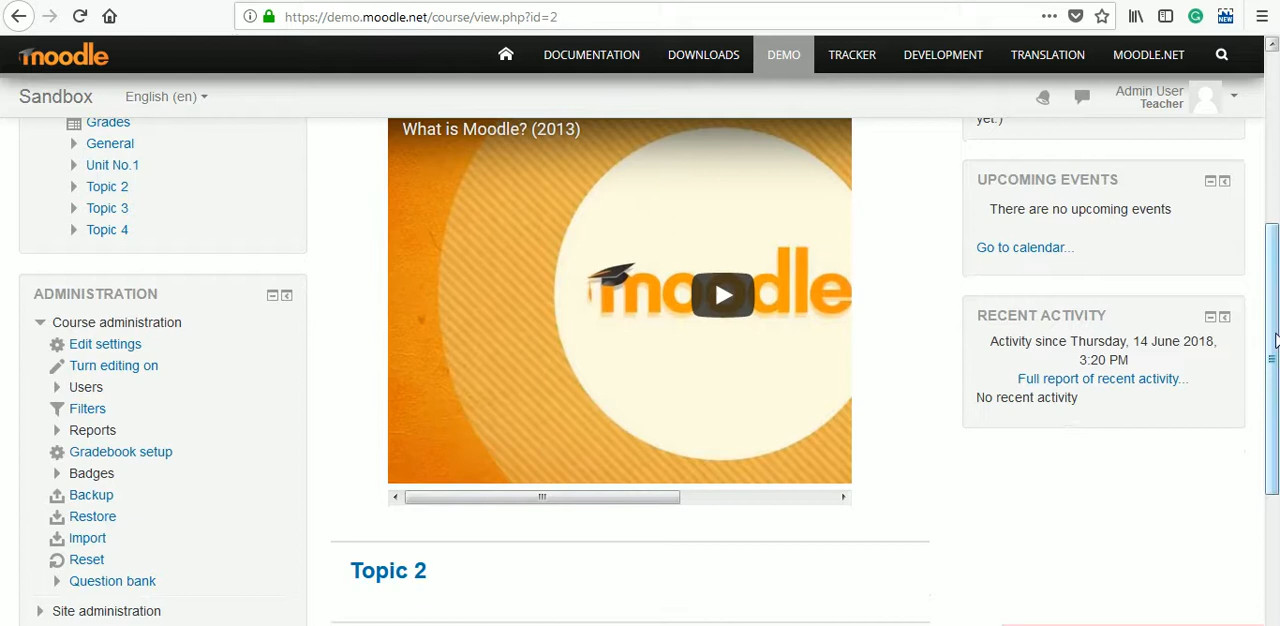 https://demo.moodle.net/course/view.php?id=2
NEW
moodle
DOCUMENTATION
DOWNLOADS
DEMO
TRACKER
DEVELOPMENT
TRANSLATION
MOODLE.NET
Sandbox
English (en)
Admin User
Teacher
Grades
General
Unit No.1
Topic 2
Topic 3
Topic 4
ADMINISTRATION
Course administration
Edit settings
Turn editing on
Users
Filters
Reports
Gradebook setup
Badges
Backup
Restore
Import
Reset
Question bank
Site administration
What is Moodle? (2013)
moodle
Topic 2
yet.)
UPCOMING EVENTS
There are no upcoming events
Go to calendar...
RECENT ACTIVITY
Activity since Thursday, 14 June 2018,
3:20 PM
Full report of recent activity...
No recent activity